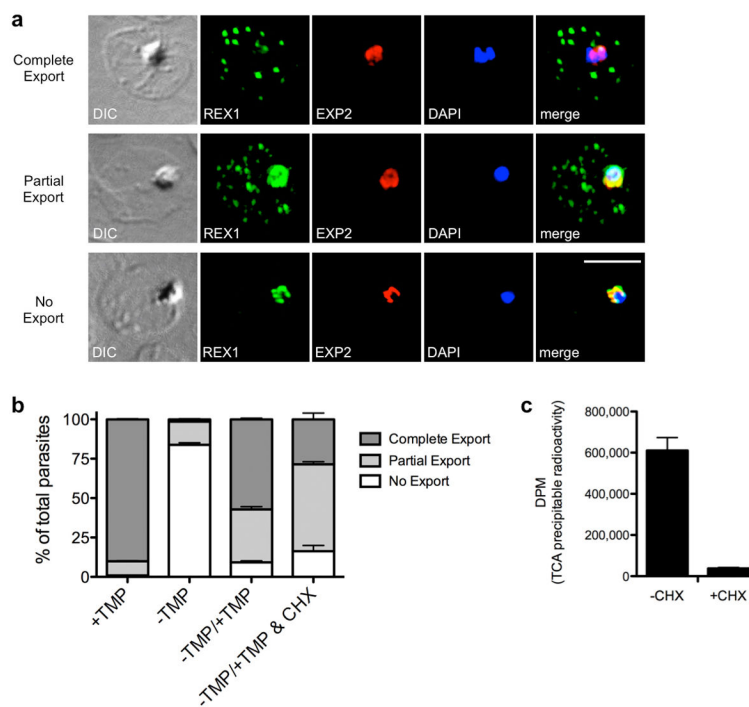 a
Complete Export
DIC
REX1
EXP2
DAPI
merge
Partial Export
DIC
REX1
EXP2
DAPI
merge
No Export
DIC
REX1
EXP2
DAPI
merge
b
% of total parasites
100
75
50
25
0
+TMP
-TMP
-TMP/+TMP
-TMP/+TMP & CHX
Complete Export
Partial Export
No Export
c
DPM
(TCA precipitable radioactivity)
800,000
600,000
400,000
200,000
0
-CHX
+CHX